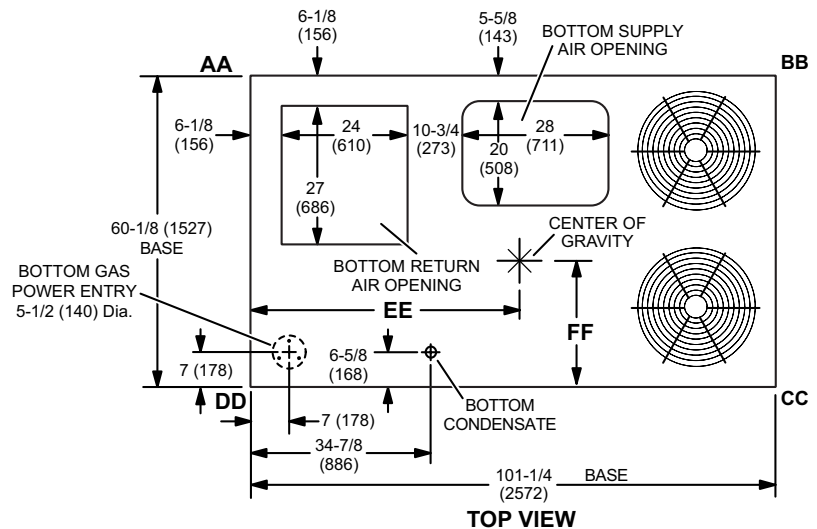 6-1/8
(156)
5-5/8
(143)
BOTTOM SUPPLY
AIR OPENING
AA
BB
6-1/8
(156)
24
(610)
10-3/4
(273)
28
(711)
20
(508)
27
(686)
60-1/8 (1527)
BASE
CENTER OF
GRAVITY
BOTTOM RETURN
AIR OPENING
BOTTOM GAS
POWER ENTRY
5-1/2 (140) Dia.
EE
FF
7 (178)
6-5/8
(168)
DD
CC
7 (178)
BOTTOM
CONDENSATE
34-7/8
(886)
101-1/4 BASE
(2572)
TOP VIEW